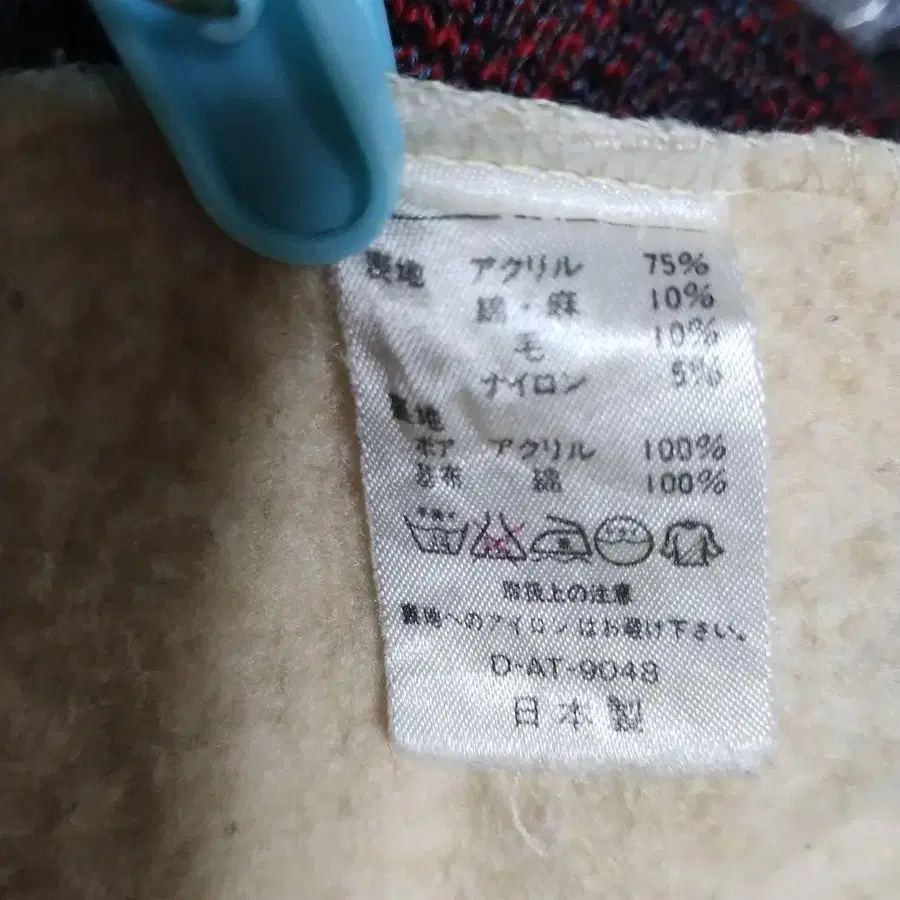 表地 アクリル 75%
綿・麻 10%
毛 10%
ナイロン 5%
裏地
ボア アクリル 100%
基布 綿 100%
取扱上の注意
裏地へのアイロンはお避け下さい。
D-AT-9048
日本製